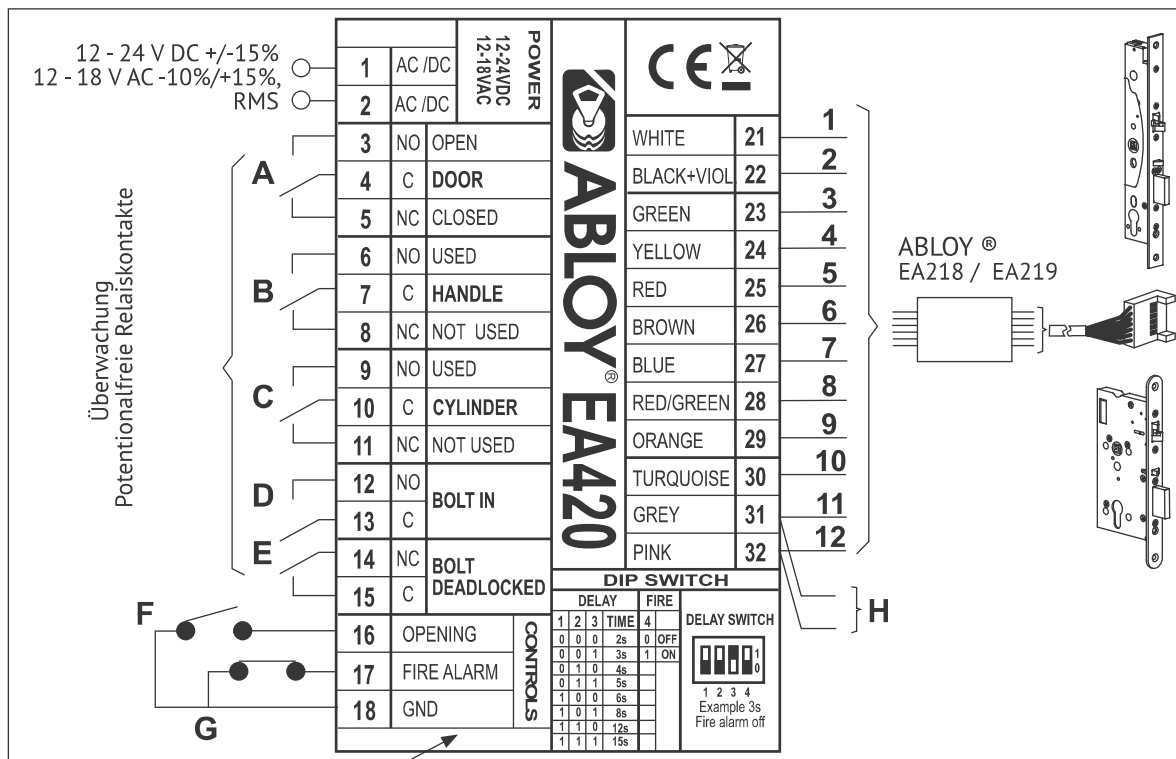 12 - 24 V DC +/-15%
12 - 18 V AC -10%/+15%,
RMS
1 AC /DC
2 AC /DC
POWER
12-24VDC
12-18VAC
3 NO OPEN
4 C DOOR
5 NC CLOSED
6 NO USED
7 C HANDLE
8 NC NOT USED
9 NO USED
10 C CYLINDER
11 NC NOT USED
12 NO
13 C
BOLT IN
14 NC
15 C
BOLT
DEADLOCKED
16 OPENING
17 FIRE ALARM
18 GND
CONTROLS
A
B
C
D
E
F
G
Überwachung
Potentionalfreie Relaiskontakte
ABLOY® EA420
CE
WHITE 21 1
BLACK+VIOL. 22 2
GREEN 23 3
YELLOW 24 4
RED 25 5
BROWN 26 6
BLUE 27 7
RED/GREEN 28 8
ORANGE 29 9
TURQUOISE 30 10
GREY 31 11
PINK 32 12
H
ABLOY ®
EA218 / EA219
DIP SWITCH
DELAY FIRE
1 2 3 TIME 4
0 0 0 2s 0 OFF
0 0 1 3s 1 ON
0 1 0 4s
0 1 1 5s
1 0 0 6s
1 0 1 8s
1 1 0 12s
1 1 1 15s
DELAY SWITCH
1
0
1 2 3 4
Example 3s
Fire alarm off